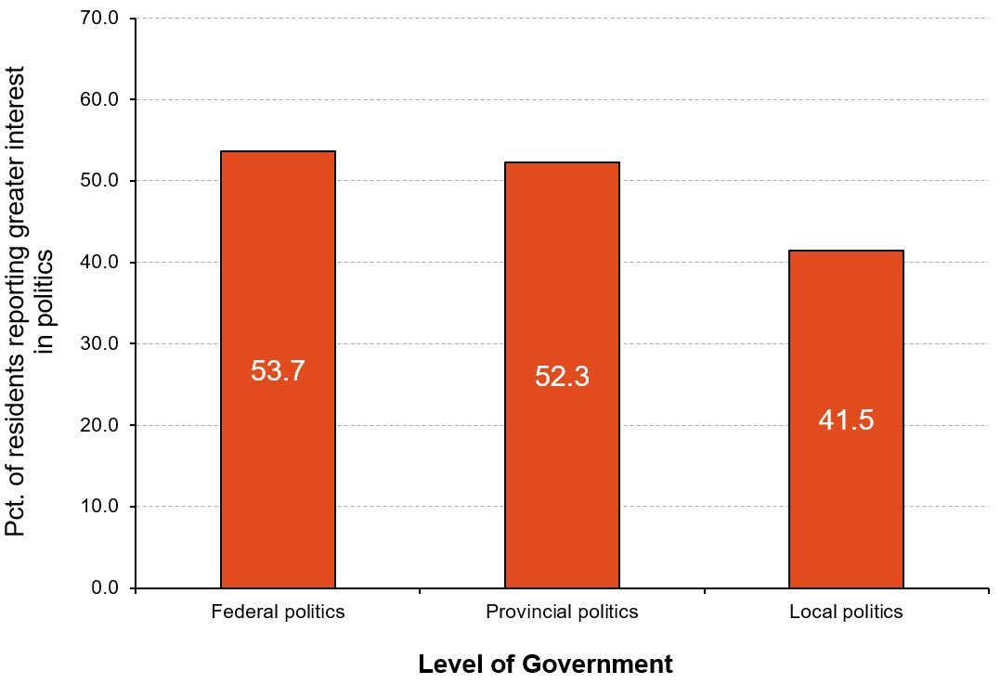 Pct. of residents reporting greater interest
in politics
70.0
60.0
50.0
40.0
30.0
20.0
10.0
0.0
53.7
52.3
41.5
Federal politics
Provincial politics
Local politics
Level of Government